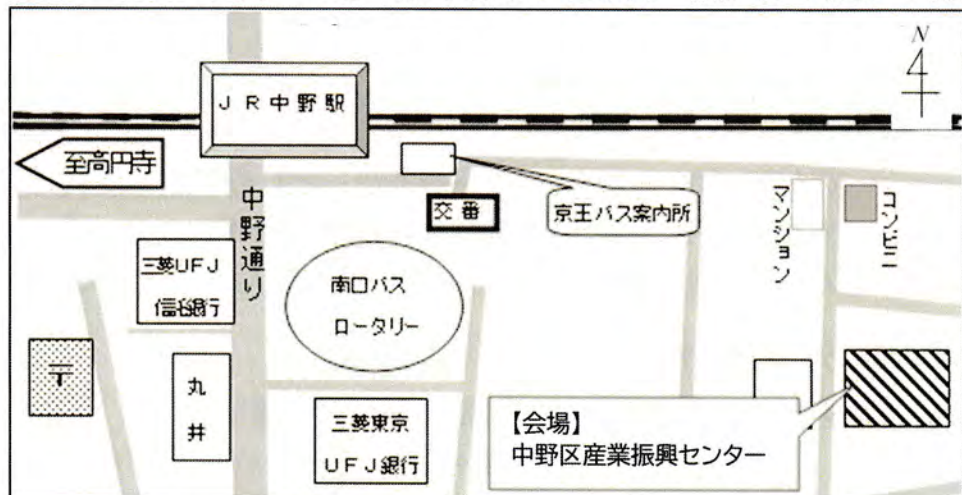 N
JR中野駅
至高円寺
中野通り
交番
京王バス案内所
マンション
コンビニ
三菱UFJ
信託銀行
南口バス
ロータリー
〒
丸井
三菱東京
UFJ銀行
【会場】
中野区産業振興センター